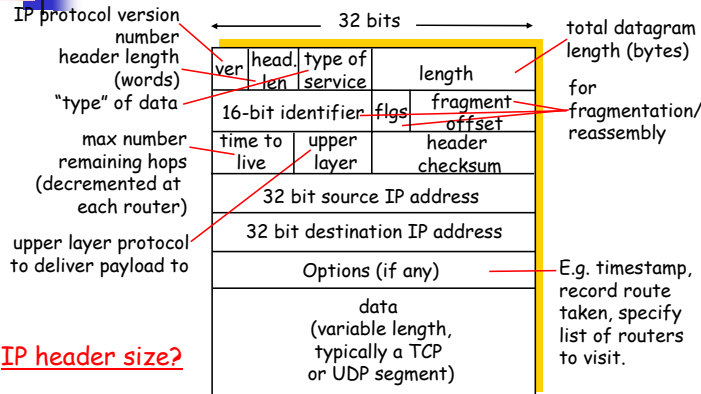 IP protocol version
number
header length
(words)
“type” of data
max number
remaining hops
(decremented at
each router)
upper layer protocol
to deliver payload to
IP header size?
32 bits
ver
head.
len
type of
service
length
16-bit identifier
flgs
fragment
offset
time to
live
upper
layer
header
checksum
32 bit source IP address
32 bit destination IP address
Options (if any)
data
(variable length,
typically a TCP
or UDP segment)
total datagram
length (bytes)
for
fragmentation/
reassembly
E.g. timestamp,
record route
taken, specify
list of routers
to visit.